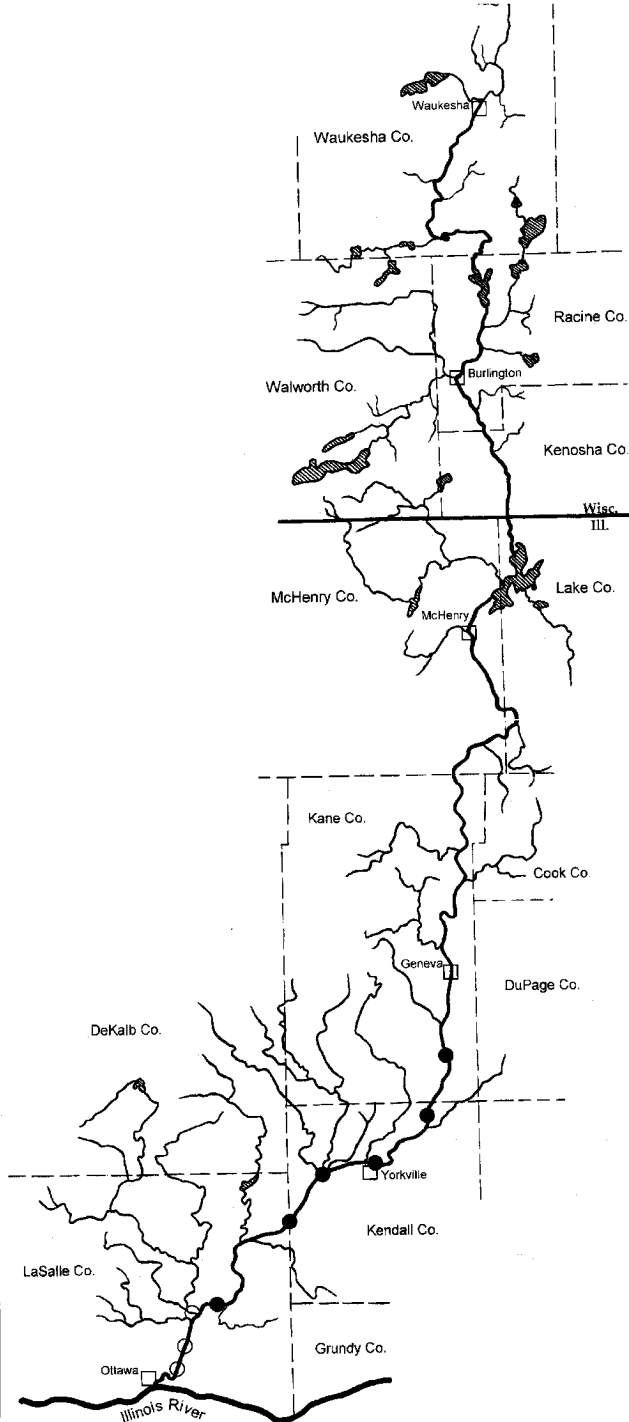 Waukesha
Waukesha Co.
Racine Co.
Burlington
Walworth Co.
Kenosha Co.
Wisc.
Ill.
McHenry Co.
Lake Co.
McHenry
Kane Co.
Cook Co.
Geneva
DuPage Co.
DeKalb Co.
Yorkville
Kendall Co.
LaSalle Co.
Grundy Co.
Ottawa
Illinois River